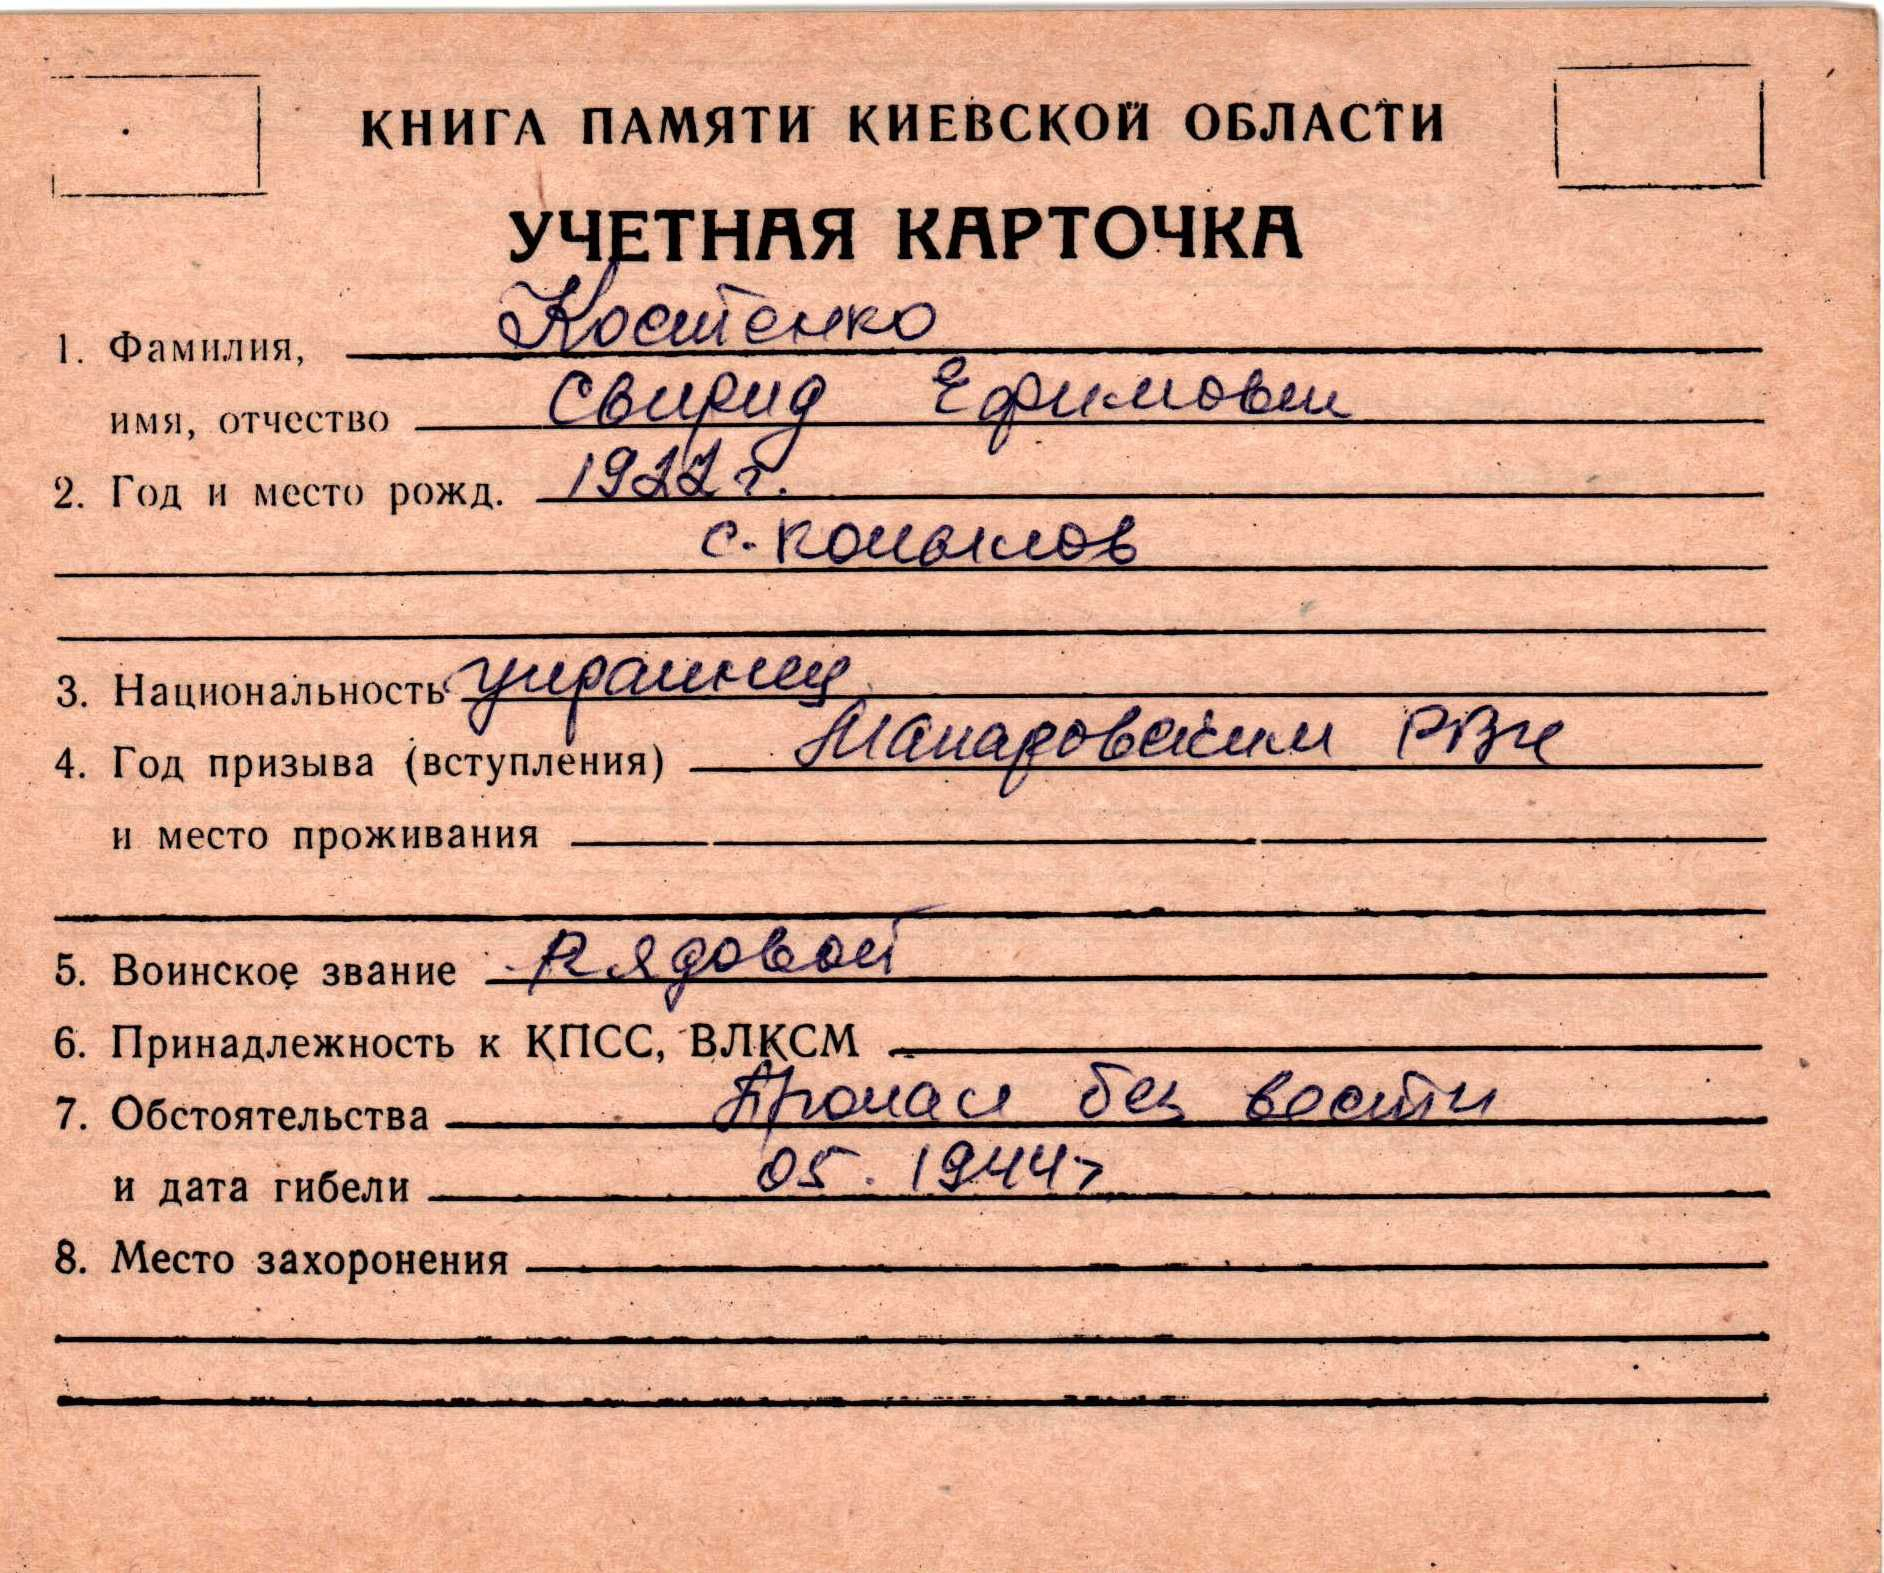 КНИГА ПАМЯТИ КИЕВСКОЙ ОБЛАСТИ
УЧЕТНАЯ КАРТОЧКА
1. Фамилия, Костенко
имя, отчество Свирид Ефимович
2. Год и место рожд. 1922 г.
с. Копылов
3. Национальность украинец
4. Год призыва (вступления) Макаровским РВК
и место проживания
5. Воинское звание Рядовой
6. Принадлежность к КПСС, ВЛКСМ
7. Обстоятельства Пропал без вести
и дата гибели 05. 1944 г
8. Место захоронения